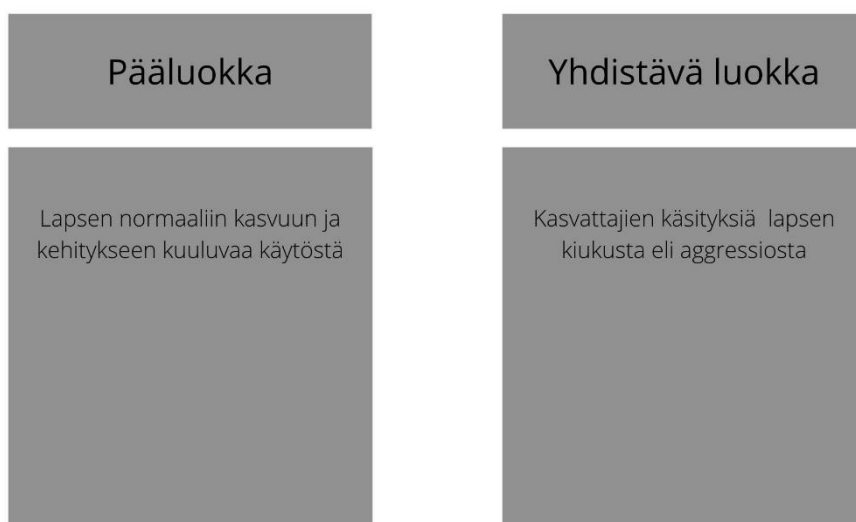 Pääluokka
Yhdistävä luokka
Lapsen normaaliin kasvuun ja
kehitykseen kuuluvaa käytöstä
Kasvattajien käsityksiä lapsen
kiukusta eli aggressiosta